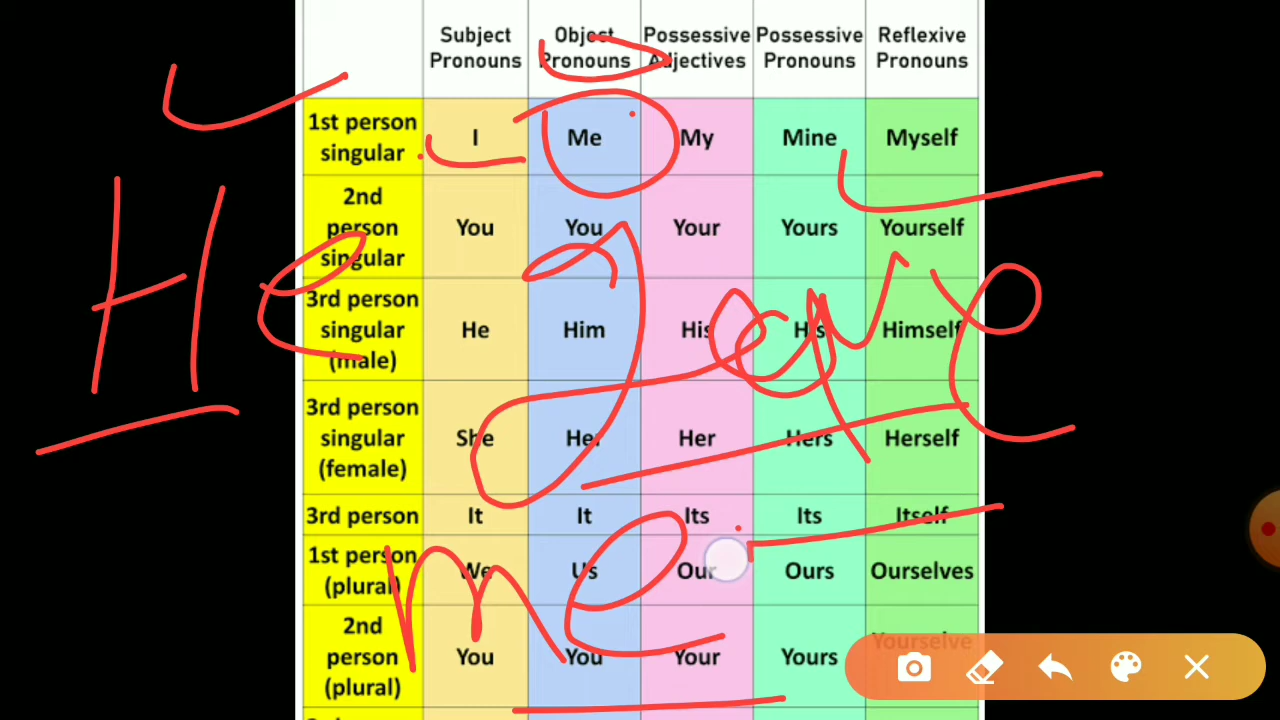 Subject Pronouns Object Pronouns Possessive Adjectives Possessive Pronouns Reflexive Pronouns
1st person singular I Me My Mine Myself
2nd person singular You You Your Yours Yourself
3rd person singular (male) He Him His His Himself
3rd person singular (female) She Her Her Hers Herself
3rd person It It Its Its Itself
1st person (plural) We Us Our Ours Ourselves
2nd person (plural) You You Your Yours Yourselve
He gave
me